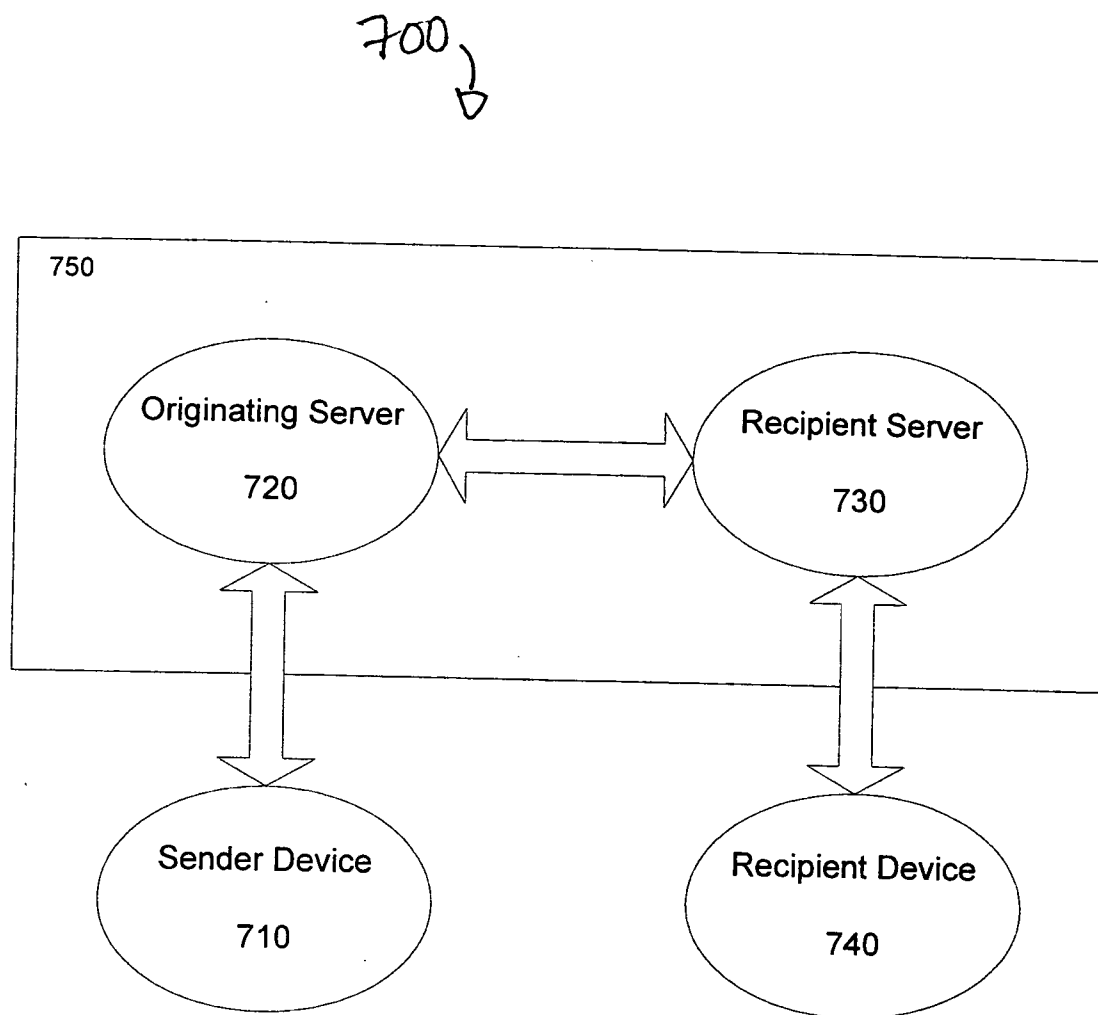 700
750
Originating Server
720
Recipient Server
730
Sender Device
710
Recipient Device
740